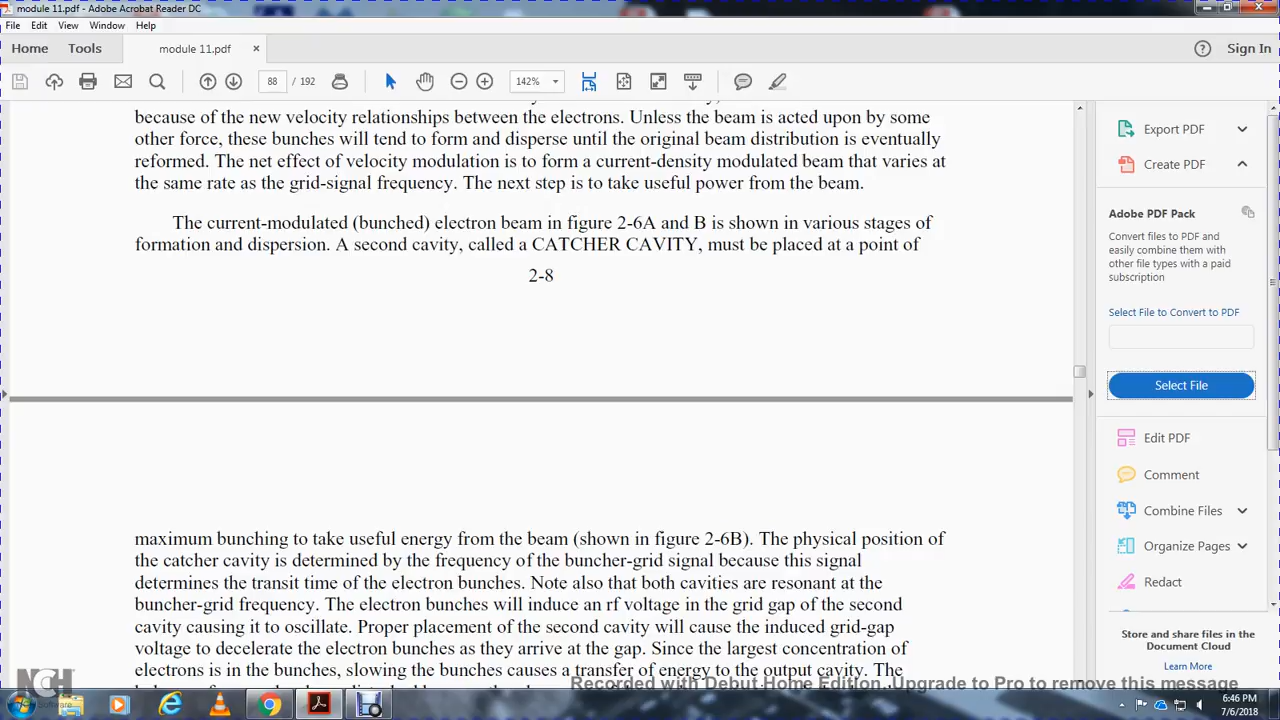 module 11.pdf - Adobe Acrobat Reader DC
File Edit View Window Help
Home Tools module 11.pdf × Sign In
88 / 192 142%
because of the new velocity relationships between the electrons. Unless the beam is acted upon by some
other force, these bunches will tend to form and disperse until the original beam distribution is eventually
reformed. The net effect of velocity modulation is to form a current-density modulated beam that varies at
the same rate as the grid-signal frequency. The next step is to take useful power from the beam.
The current-modulated (bunched) electron beam in figure 2-6A and B is shown in various stages of
formation and dispersion. A second cavity, called a CATCHER CAVITY, must be placed at a point of
2-8
maximum bunching to take useful energy from the beam (shown in figure 2-6B). The physical position of
the catcher cavity is determined by the frequency of the buncher-grid signal because this signal
determines the transit time of the electron bunches. Note also that both cavities are resonant at the
buncher-grid frequency. The electron bunches will induce an rf voltage in the grid gap of the second
cavity causing it to oscillate. Proper placement of the second cavity will cause the induced grid-gap
voltage to decelerate the electron bunches as they arrive at the gap. Since the largest concentration of
electrons is in the bunches, slowing the bunches causes a transfer of energy to the output cavity. The
Export PDF
Create PDF
Adobe PDF Pack
Convert files to PDF and
easily combine them with
other file types with a paid
subscription
Select File to Convert to PDF
Select File
Edit PDF
Comment
Combine Files
Organize Pages
Redact
Store and share files in the
Document Cloud
Learn More
NCH
Software
Recorded with Debut Home Edition. Upgrade to Pro to remove this message
6:46 PM
7/6/2018